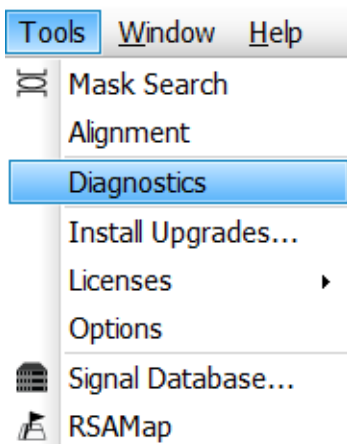 Tools Window Help
Mask Search
Alignment
Diagnostics
Install Upgrades...
Licenses
Options
Signal Database...
RSAMap